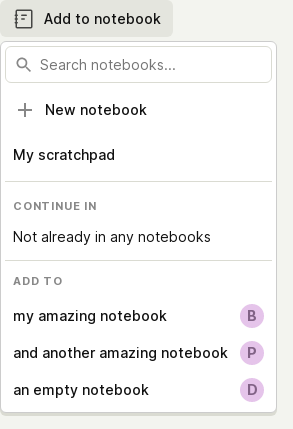 Add to notebook
Search notebooks...
New notebook
My scratchpad
CONTINUE IN
Not already in any notebooks
ADD TO
my amazing notebook B
and another amazing notebook P
an empty notebook D